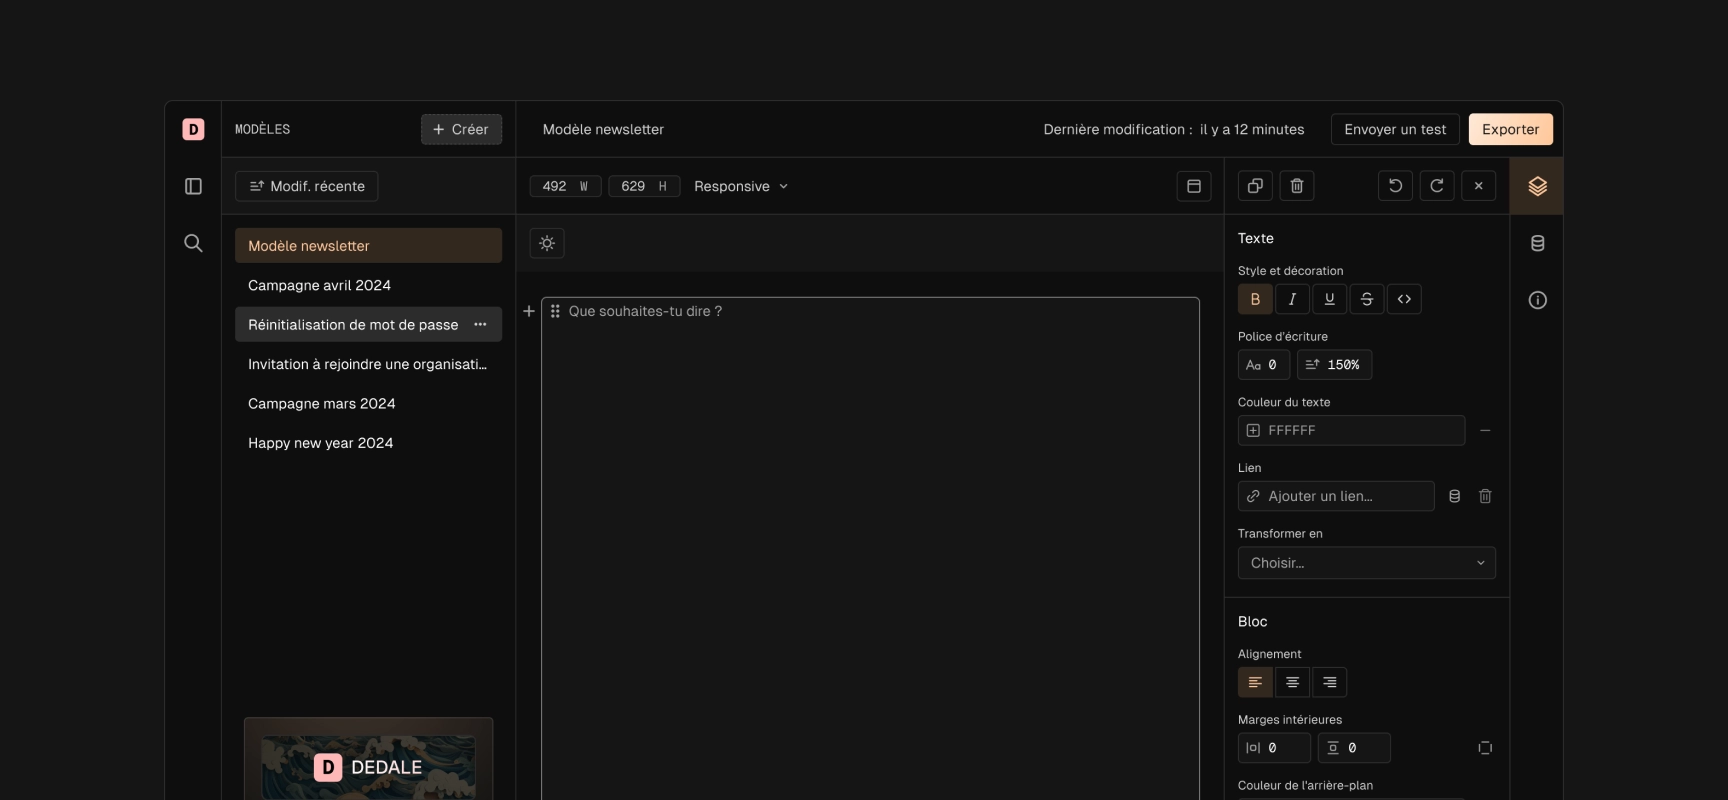 D
MODÈLES
Créer
Modèle newsletter
Dernière modification : il y a 12 minutes
Envoyer un test
Exporter
Modif. récente
492 W
629 H
Responsive
Modèle newsletter
Campagne avril 2024
Réinitialisation de mot de passe
Invitation à rejoindre une organisati...
Campagne mars 2024
Happy new year 2024
D DEDALE
Que souhaites-tu dire ?
Texte
Style et décoration
B I U S <>
Police d'écriture
Aa 0
150%
Couleur du texte
FFFFFF
Lien
Ajouter un lien...
Transformer en
Choisir...
Bloc
Alignement
Marges intérieures
0
0
Couleur de l'arrière-plan